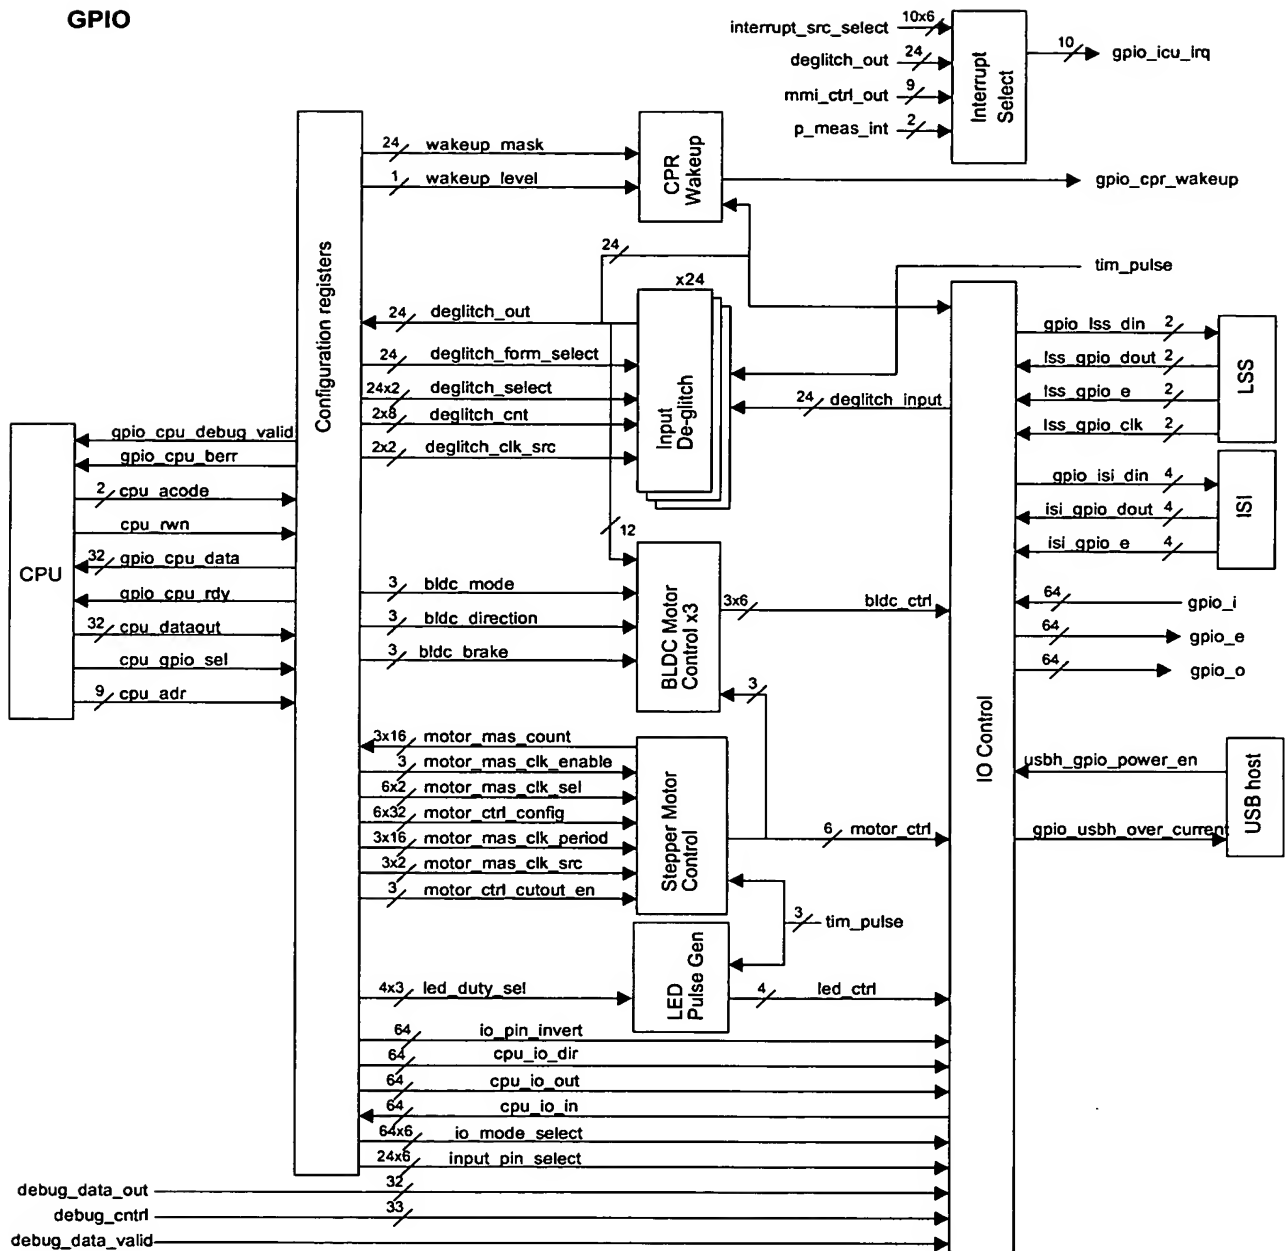 GPIO
interrupt_src_select 10x6
deglitch_out 24
mmi_ctrl_out 9
p_meas_int 2
Interrupt Select
10 gpio_icu_irq
Configuration registers
24 wakeup_mask
1 wakeup_level
CPR Wakeup
gpio_cpr_wakeup
24
tim_pulse
x24
24 deglitch_out
24 deglitch_form_select
24x2 deglitch_select
2x8 deglitch_cnt
2x2 deglitch_clk_src
Input De-glitch
24 deglitch_input
12
gpio_lss_din 2
lss_gpio_dout 2
lss_gpio_e 2
lss_gpio_clk 2
LSS
gpio_isi_din 4
isi_gpio_dout 4
isi_gpio_e 4
ISI
64 gpio_i
64 gpio_e
64 gpio_o
CPU
gpio_cpu_debug_valid
gpio_cpu_berr
2 cpu_acode
cpu_rwn
32 gpio_cpu_data
gpio_cpu_rdy
32 cpu_dataout
cpu_gpio_sel
9 cpu_adr
3 bldc_mode
3 bldc_direction
3 bldc_brake
BLDC Motor Control x3
3x6 bldc_ctrl
3
IO Control
3x16 motor_mas_count
3 motor_mas_clk_enable
6x2 motor_mas_clk_sel
6x32 motor_ctrl_config
3x16 motor_mas_clk_period
3x2 motor_mas_clk_src
3 motor_ctrl_cutout_en
Stepper Motor Control
6 motor_ctrl
3 tim_pulse
usbh_gpio_power_en
gpio_usbh_over_current
USB host
4x3 led_duty_sel
LED Pulse Gen
4 led_ctrl
64 io_pin_invert
64 cpu_io_dir
64 cpu_io_out
64 cpu_io_in
64x6 io_mode_select
24x6 input_pin_select
debug_data_out 32
debug_cntrl 33
debug_data_valid